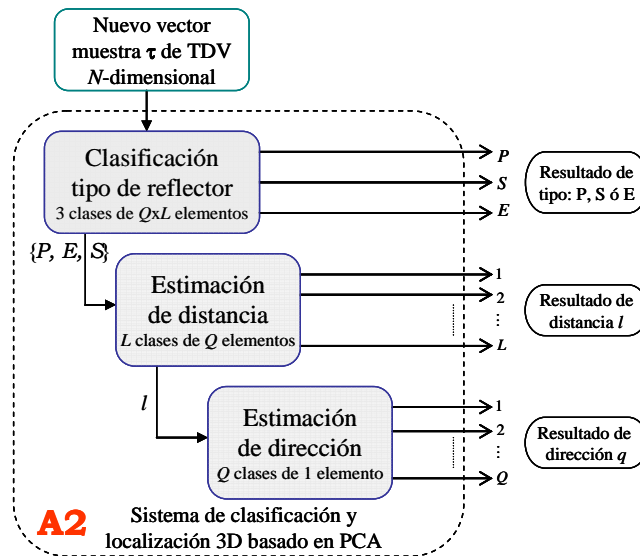 Nuevo vector
muestra τ de TDV
N-dimensional
Clasificación
tipo de reflector
3 clases de QxL elementos
P
S
E
Resultado de
tipo: P, S ó E
{P, E, S}
Estimación
de distancia
L clases de Q elementos
1
2
...
L
Resultado de
distancia l
l
Estimación
de dirección
Q clases de 1 elemento
1
2
...
Q
Resultado de
dirección q
A2
Sistema de clasificación y
localización 3D basado en PCA